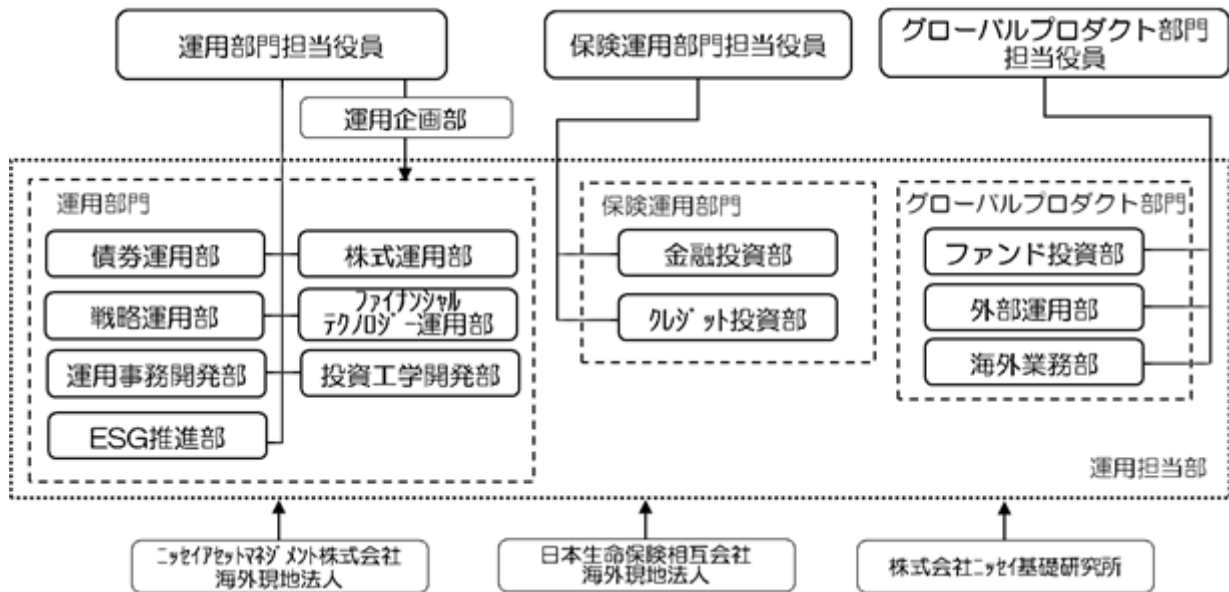 運用部門担当役員
保険運用部門担当役員
グローバルプロダクト部門
担当役員
運用企画部
運用部門
債券運用部
株式運用部
戦略運用部
ファイナンシャル
テクノロジー運用部
運用事務開発部
投資工学開発部
ESG推進部
保険運用部門
金融投資部
クレジット投資部
グローバルプロダクト部門
ファンド投資部
外部運用部
海外業務部
運用担当部
ニッセイアセットマネジメント株式会社
海外現地法人
日本生命保険相互会社
海外現地法人
株式会社ニッセイ基礎研究所